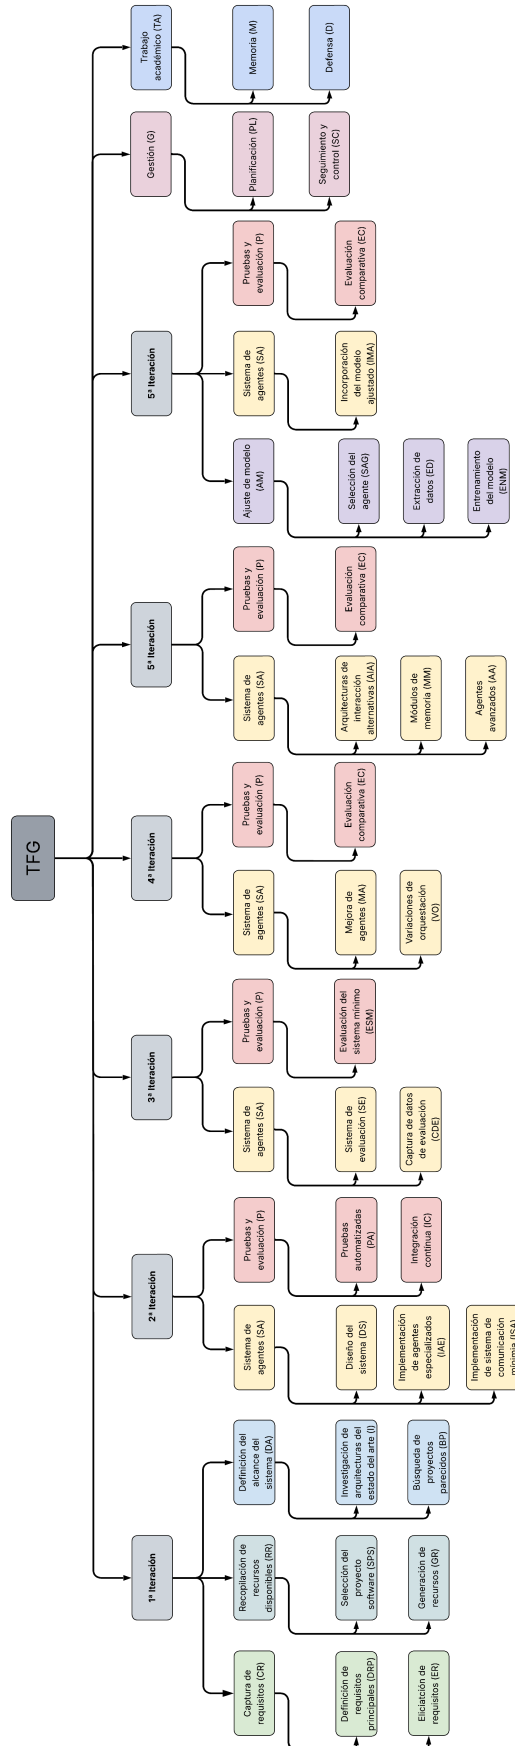 TFG
1ª Iteración
2ª Iteración
3ª Iteración
4ª Iteración
5ª Iteración
5ª Iteración
Gestión (G)
Trabajo
académico (TA)
Captura de
requisitos (CR)
Recopilación de
recursos
disponibles (RR)
Definición del
alcance del
sistema (DA)
Sistema de
agentes (SA)
Pruebas y
evaluación (P)
Sistema de
agentes (SA)
Pruebas y
evaluación (P)
Sistema de
agentes (SA)
Pruebas y
evaluación (P)
Sistema de
agentes (SA)
Pruebas y
evaluación (P)
Ajuste de modelo
(AM)
Sistema de
agentes (SA)
Pruebas y
evaluación (P)
Planificación (PL)
Memoria (M)
Definición de
requisitos
principales (DRP)
Selección del
proyecto
software (SPS)
Investigación de
arquitecturas del
estado del arte (I)
Diseño del
sistema (DS)
Pruebas
automatizadas
(PA)
Sistema de
evaluación (SE)
Evaluación del
sistema mínimo
(ESM)
Mejora de
agentes (MA)
Evaluación
comparativa (EC)
Arquitecturas de
interacción
alternativas (AIA)
Evaluación
comparativa (EC)
Selección del
agente (SAG)
Incorporación
del modelo
ajustado (IMA)
Evaluación
comparativa (EC)
Seguimiento y
control (SC)
Defensa (D)
Eliciatción de
requisitos (ER)
Generación de
recursos (GR)
Búsqueda de
proyectos
parecidos (BP)
Implementación
de agentes
especializados
(IAE)
Integración
continua (IC)
Captura de datos
de evaluación
(CDE)
Variaciones de
orquestación
(VO)
Módulos de
memoria (MM)
Extracción de
datos (ED)
Implementación
de sistema de
comunicación
Agentes
avanzados (AA)
Entrenamiento
del modelo
(ENM)